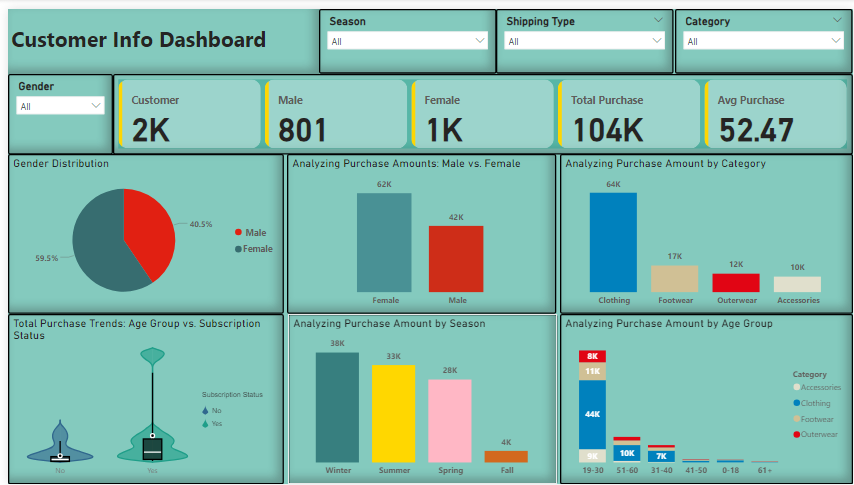 Customer Info Dashboard
Season
All
Shipping Type
All
Category
All
Gender
All
Customer
2K
Male
801
Female
1K
Total Purchase
104K
Avg Purchase
52.47
Gender Distribution
40.5%
59.5%
Male
Female
Analyzing Purchase Amounts: Male vs. Female
62K
42K
Female
Male
Analyzing Purchase Amount by Category
64K
17K
12K
10K
Clothing
Footwear
Outerwear
Accessories
Total Purchase Trends: Age Group vs. Subscription
Status
Subscription Status
No
Yes
No
Yes
Analyzing Purchase Amount by Season
38K
33K
28K
4K
Winter
Summer
Spring
Fall
Analyzing Purchase Amount by Age Group
8K
11K
44K
9K
10K
7K
19-30
51-60
31-40
41-50
0-18
61+
Category
Accessories
Clothing
Footwear
Outerwear